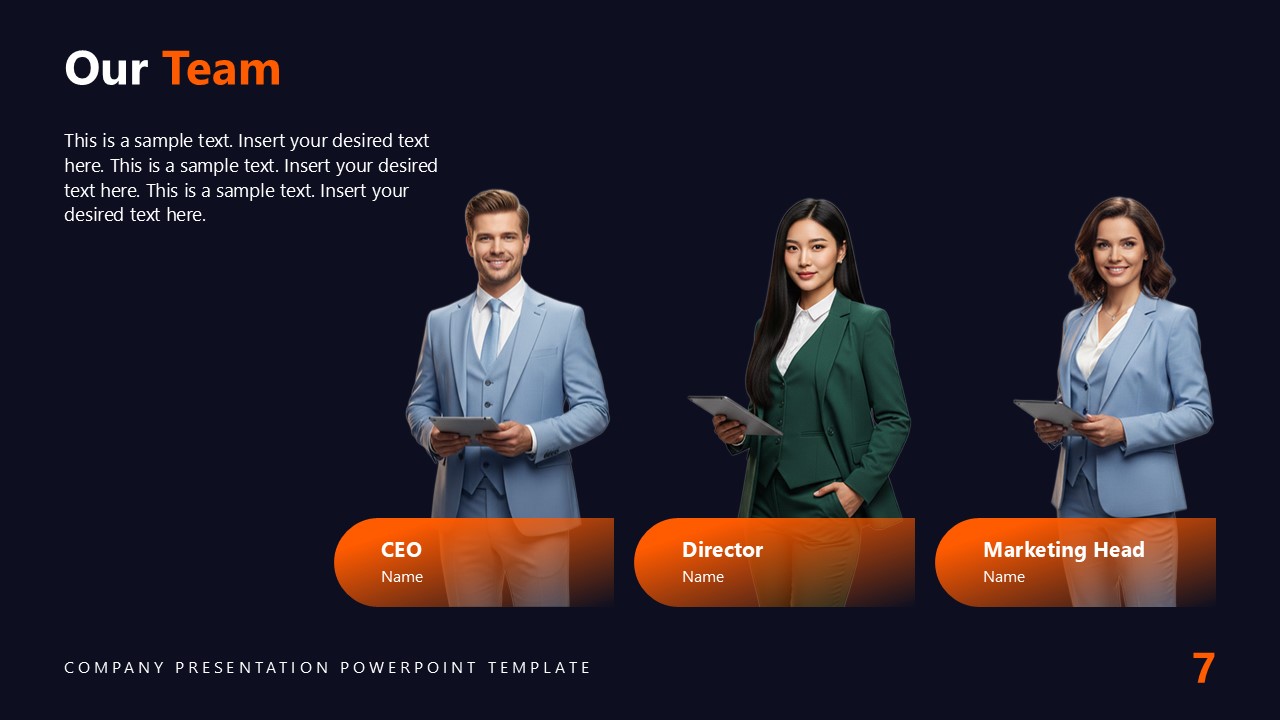 Our Team
This is a sample text. Insert your desired text
here. This is a sample text. Insert your desired
text here. This is a sample text. Insert your
desired text here.
CEO
Name
Director
Name
Marketing Head
Name
COMPANY PRESENTATION POWERPOINT TEMPLATE
7